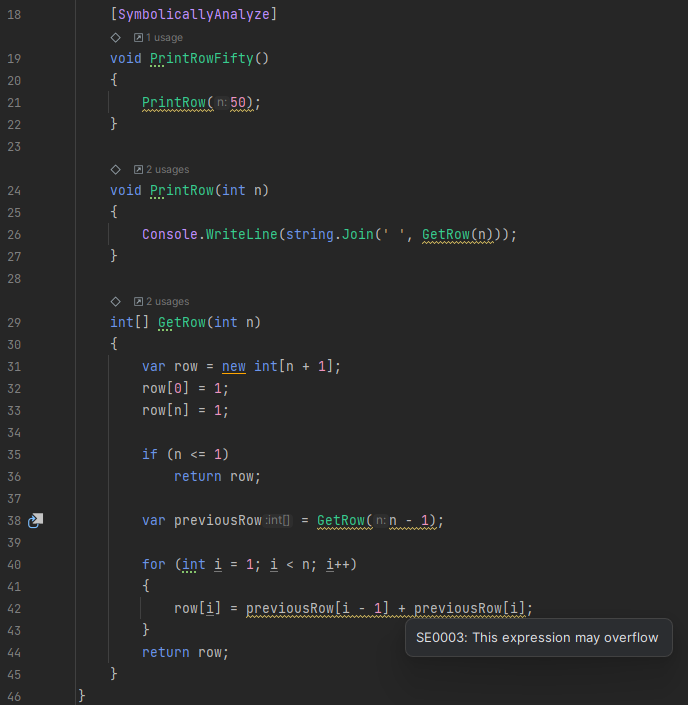 18 [SymbolicallyAnalyze]
1 usage
19 void PrintRowFifty()
20 {
21 PrintRow( n: 50);
22 }
23
2 usages
24 void PrintRow(int n)
25 {
26 Console.WriteLine(string.Join(' ', GetRow(n)));
27 }
28
2 usages
29 int[] GetRow(int n)
30 {
31 var row = new int[n + 1];
32 row[0] = 1;
33 row[n] = 1;
34
35 if (n <= 1)
36 return row;
37
38 var previousRow :int[] = GetRow( n: n - 1);
39
40 for (int i = 1; i < n; i++)
41 {
42 row[i] = previousRow[i - 1] + previousRow[i];
43 }
SE0003: This expression may overflow
44 return row;
45 }
46 }